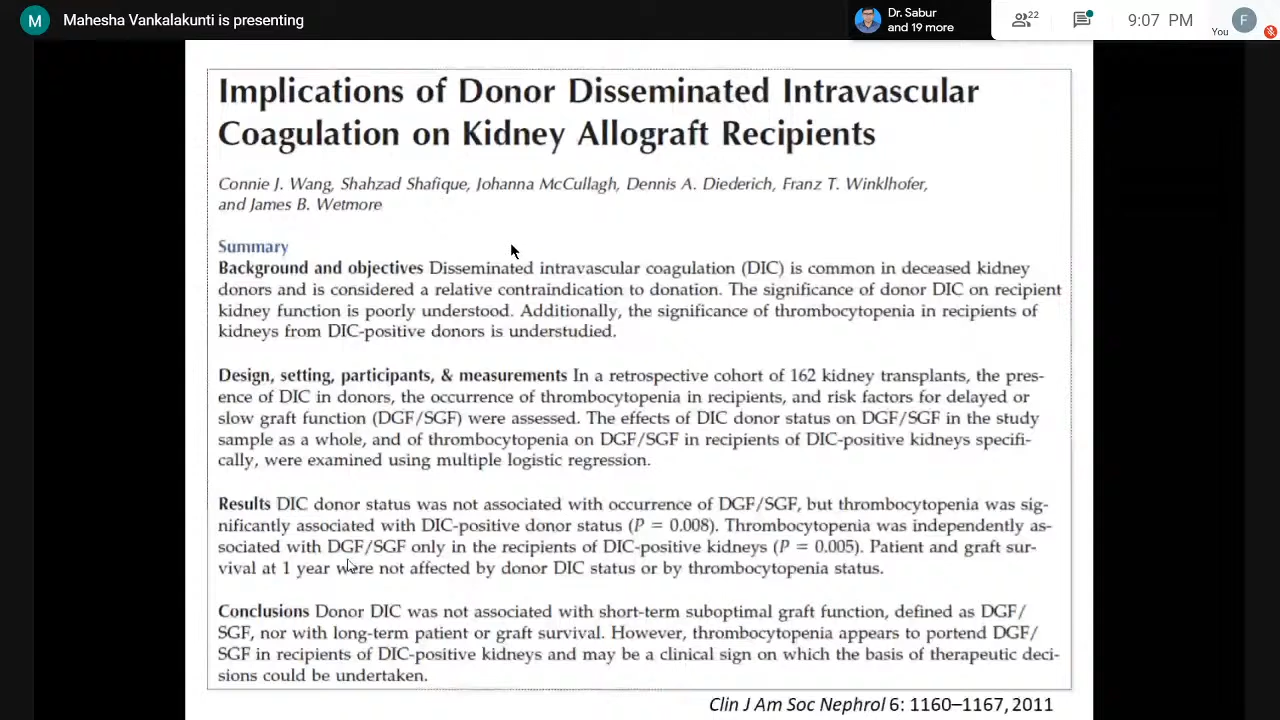 M Mahesha Vankalakunti is presenting
Dr. Sabur
and 19 more
22
9:07 PM
You
F
Implications of Donor Disseminated Intravascular
Coagulation on Kidney Allograft Recipients
Connie J. Wang, Shahzad Shafique, Johanna McCullagh, Dennis A. Diederich, Franz T. Winklhofer,
and James B. Wetmore
Summary
Background and objectives Disseminated intravascular coagulation (DIC) is common in deceased kidney
donors and is considered a relative contraindication to donation. The significance of donor DIC on recipient
kidney function is poorly understood. Additionally, the significance of thrombocytopenia in recipients of
kidneys from DIC-positive donors is understudied.
Design, setting, participants, & measurements In a retrospective cohort of 162 kidney transplants, the pres-
ence of DIC in donors, the occurrence of thrombocytopenia in recipients, and risk factors for delayed or
slow graft function (DGF/SGF) were assessed. The effects of DIC donor status on DGF/SGF in the study
sample as a whole, and of thrombocytopenia on DGF/SGF in recipients of DIC-positive kidneys specifi-
cally, were examined using multiple logistic regression.
Results DIC donor status was not associated with occurrence of DGF/SGF, but thrombocytopenia was sig-
nificantly associated with DIC-positive donor status (P = 0.008). Thrombocytopenia was independently as-
sociated with DGF/SGF only in the recipients of DIC-positive kidneys (P = 0.005). Patient and graft sur-
vival at 1 year were not affected by donor DIC status or by thrombocytopenia status.
Conclusions Donor DIC was not associated with short-term suboptimal graft function, defined as DGF/
SGF, nor with long-term patient or graft survival. However, thrombocytopenia appears to portend DGF/
SGF in recipients of DIC-positive kidneys and may be a clinical sign on which the basis of therapeutic deci-
sions could be undertaken.
Clin J Am Soc Nephrol 6: 1160–1167, 2011